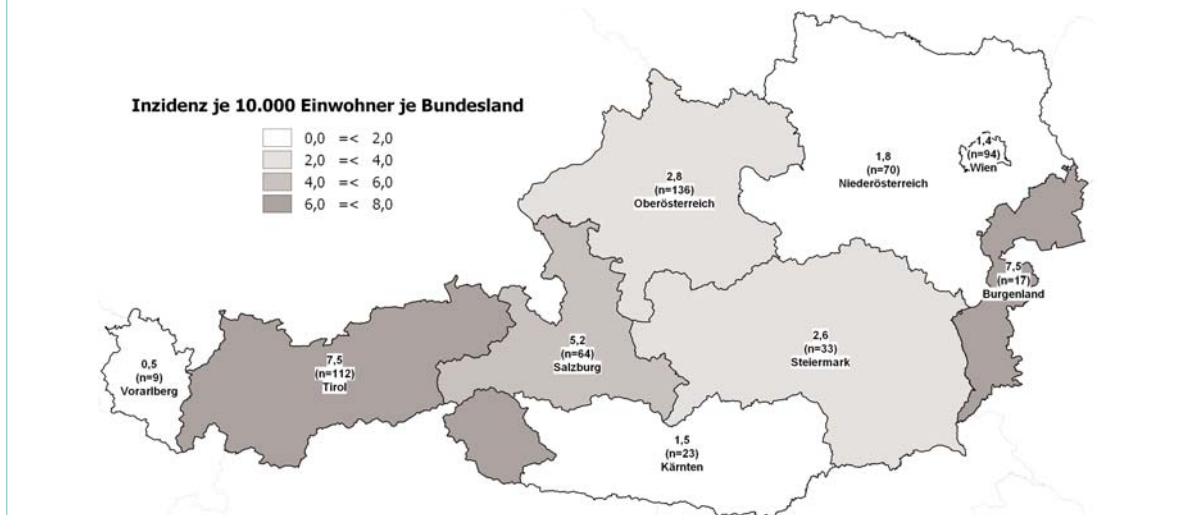 Inzidenz je 10.000 Einwohner je Bundesland
0,0 =< 2,0
2,0 =< 4,0
4,0 =< 6,0
6,0 =< 8,0
1,4
(n=94)
Wien
1,8
(n=70)
Niederösterreich
2,8
(n=136)
Oberösterreich
7,5
(n=17)
Burgenland
2,6
(n=33)
Steiermark
5,2
(n=64)
Salzburg
7,5
(n=112)
Tirol
0,5
(n=9)
Vorarlberg
1,5
(n=23)
Kärnten